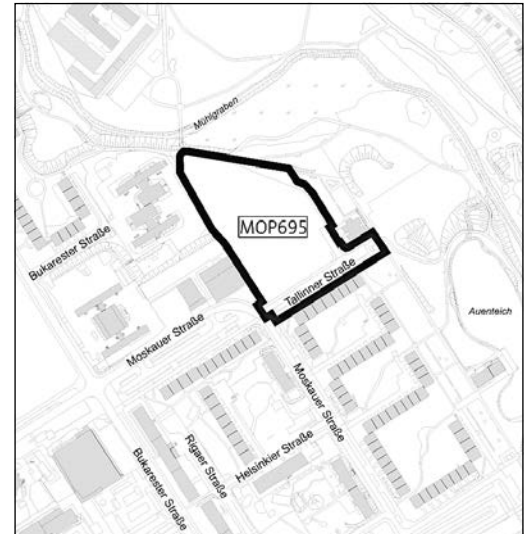 Mühlgraben
MOP695
Bukarester Straße
Tallinner Straße
Auenteich
Moskauer Straße
Moskauer Straße
Rigaer Straße
Helsinkier Straße
Bukarester Straße